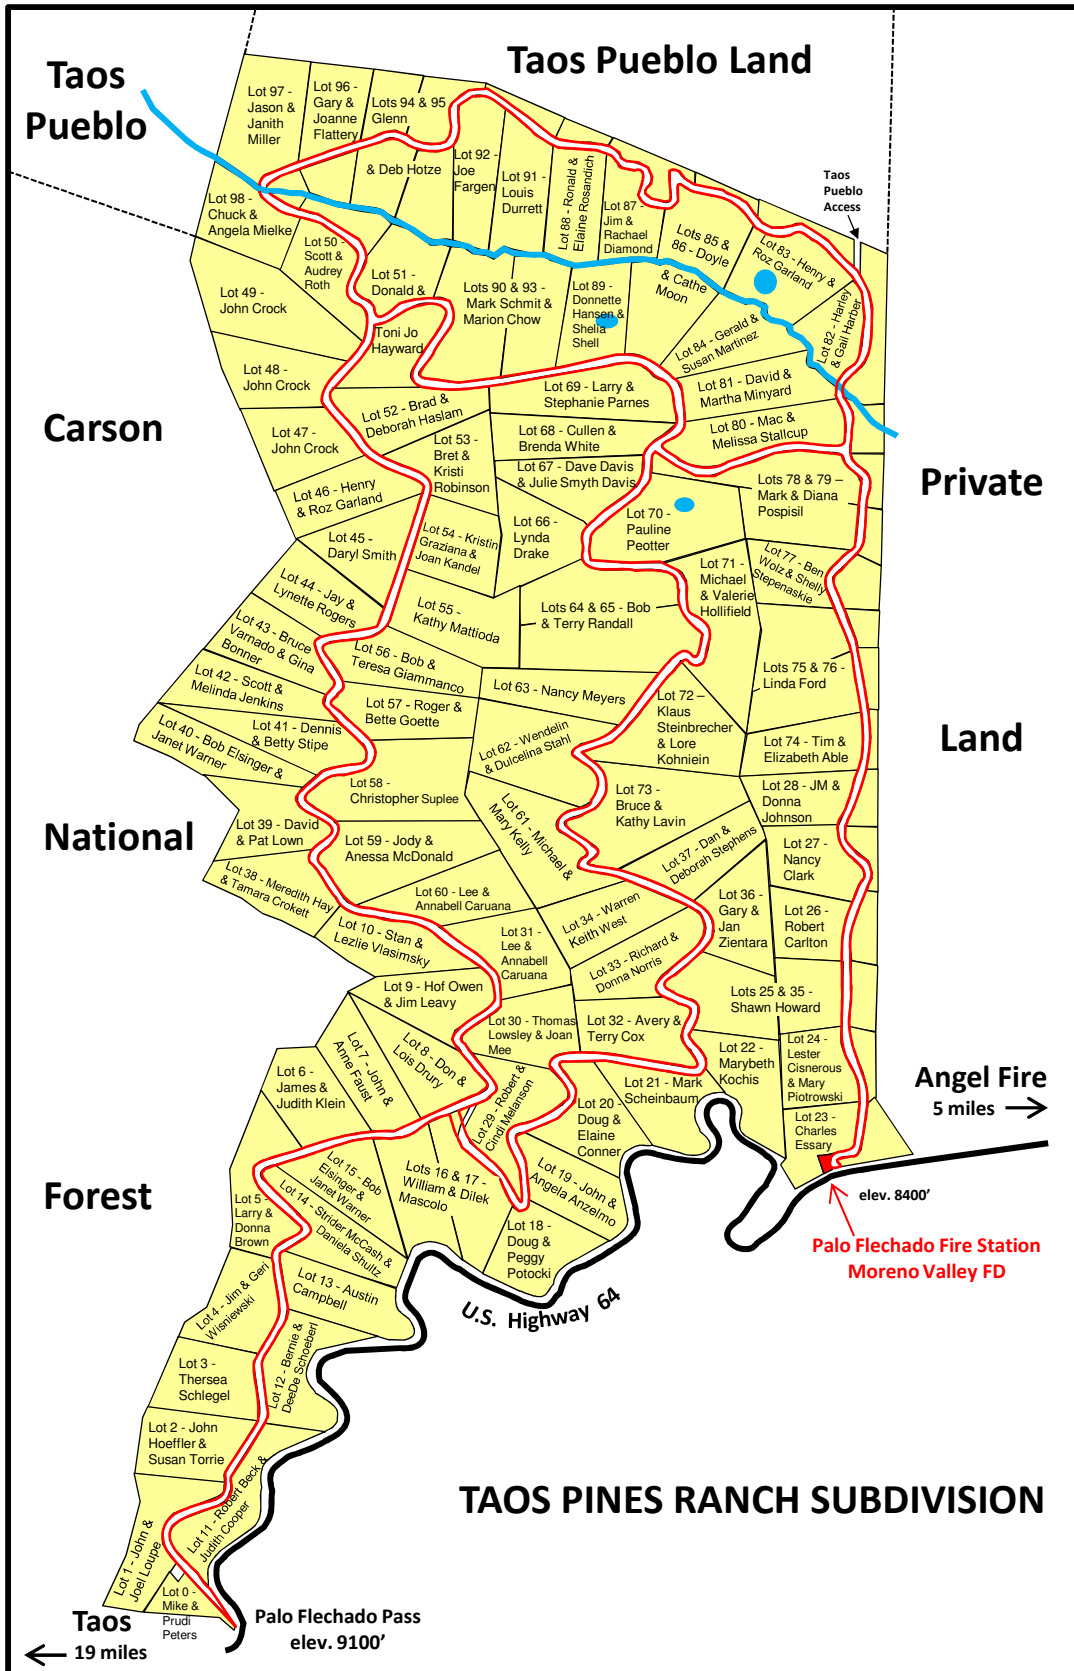 Taos Pueblo Land
Taos
Pueblo
Lot 97 -
Jason &
Janith
Miller
Lot 96 -
Gary &
Joanne
Flattery
Lots 94 & 95
Glenn
& Deb Hotze
Lot 92 -
Joe
Fargen
Lot 91 -
Louis
Durrett
Lot 88 - Ronald &
Elaine Rosandich
Lot 87 -
Jim &
Rachael
Diamond
Lots 85 &
86 - Doyle
& Cathe
Moon
Taos
Pueblo
Access
Lot 83 - Henry &
Roz Garland
Lot 82 - Harley
& Gail Harber
Lot 98 -
Chuck &
Angela Mielke
Lot 50 -
Scott &
Audrey
Roth
Lot 51 -
Donald &
Toni Jo
Hayward
Lots 90 & 93 -
Mark Schmit &
Marion Chow
Lot 89 -
Donnette
Hansen &
Shelia
Shell
Lot 84 - Gerald &
Susan Martinez
Lot 49 -
John Crock
Lot 48 -
John Crock
Lot 47 -
John Crock
Lot 52 - Brad &
Deborah Haslam
Lot 69 - Larry &
Stephanie Parnes
Lot 81 - David &
Martha Minyard
Lot 80 - Mac &
Melissa Stallcup
Lot 68 - Cullen &
Brenda White
Lot 53 -
Bret &
Kristi
Robinson
Lot 67 - Dave Davis
& Julie Smyth Davis
Carson
Private
Lot 46 - Henry
& Roz Garland
Lots 78 & 79 –
Mark & Diana
Pospisil
Lot 45 -
Daryl Smith
Lot 54 - Kristin
Graziana &
Joan Kandel
Lot 66 -
Lynda
Drake
Lot 70 -
Pauline
Peotter
Lot 71 -
Michael
& Valerie
Hollifield
Lot 77 - Ben
Wolz & Shelly
Stepenaskie
Lot 44 - Jay &
Lynette Rogers
Lot 55 -
Kathy Mattioda
Lots 64 & 65 - Bob
& Terry Randall
Lot 43 - Bruce
Varnado & Gina
Bonner
Lot 56 - Bob &
Teresa Giammanco
Lot 63 - Nancy Meyers
Lots 75 & 76 -
Linda Ford
Lot 42 - Scott &
Melinda Jenkins
Lot 57 - Roger &
Bette Goette
Lot 72 –
Klaus
Steinbrecher
& Lore
Kohniein
Land
Lot 41 - Dennis
& Betty Stipe
Lot 40 - Bob Elsinger &
Janet Warner
Lot 62 - Wendelin
& Dulcelina Stahl
Lot 74 - Tim &
Elizabeth Able
Lot 58 -
Christopher Suplee
Lot 73 -
Bruce &
Kathy Lavin
Lot 28 - JM &
Donna
Johnson
National
Lot 39 - David
& Pat Lown
Lot 59 - Jody &
Anessa McDonald
Lot 61 - Michael &
Mary Kelly
Lot 37 - Dan &
Deborah Stephens
Lot 27 -
Nancy
Clark
Lot 38 - Meredith Hay
& Tamara Crokett
Lot 60 - Lee &
Annabell Caruana
Lot 34 - Warren
Keith West
Lot 36 -
Gary &
Jan
Zientara
Lot 26 -
Robert
Carlton
Lot 10 - Stan &
Lezlie Vlasimsky
Lot 31 -
Lee &
Annabell
Caruana
Lot 33 - Richard &
Donna Norris
Lot 9 - Hof Owen
& Jim Leavy
Lots 25 & 35 -
Shawn Howard
Lot 30 - Thomas
Lowsley & Joan
Mee
Lot 32 - Avery &
Terry Cox
Lot 7 - John &
Anne Faust
Lot 8 - Don &
Lois Drury
Lot 22 -
Marybeth
Kochis
Lot 24 -
Lester
Cisnerous
& Mary
Piotrowski
Lot 6 -
James &
Judith Klein
Lot 29 - Robert &
Cindi Melanson
Lot 21 - Mark
Scheinbaum
Lot 20 -
Doug &
Elaine
Conner
Lot 23 -
Charles
Essary
Angel Fire
5 miles
Forest
Lot 15 - Bob
Elsinger &
Janet Warner
Lots 16 & 17 -
William & Dilek
Mascolo
Lot 19 - John &
Angela Anzelmo
elev. 8400'
Lot 5 -
Larry &
Donna
Brown
Lot 14 - Strider McCash &
Daniela Shultz
Lot 18 -
Doug &
Peggy
Potocki
Palo Flechado Fire Station
Moreno Valley FD
Lot 4 - Jim & Geri
Wisniewski
Lot 13 - Austin
Campbell
U.S. Highway 64
Lot 12 - Bernie &
DeeDe Schoeberl
Lot 3 -
Thersea
Schlegel
Lot 2 - John
Hoeffler &
Susan Torrie
Lot 11 - Robert Beck &
Judith Cooper
TAOS PINES RANCH SUBDIVISION
Lot 1 - John &
Joel Loupe
Lot 0 -
Mike &
Prudi
Peters
Taos
19 miles
Palo Flechado Pass
elev. 9100'